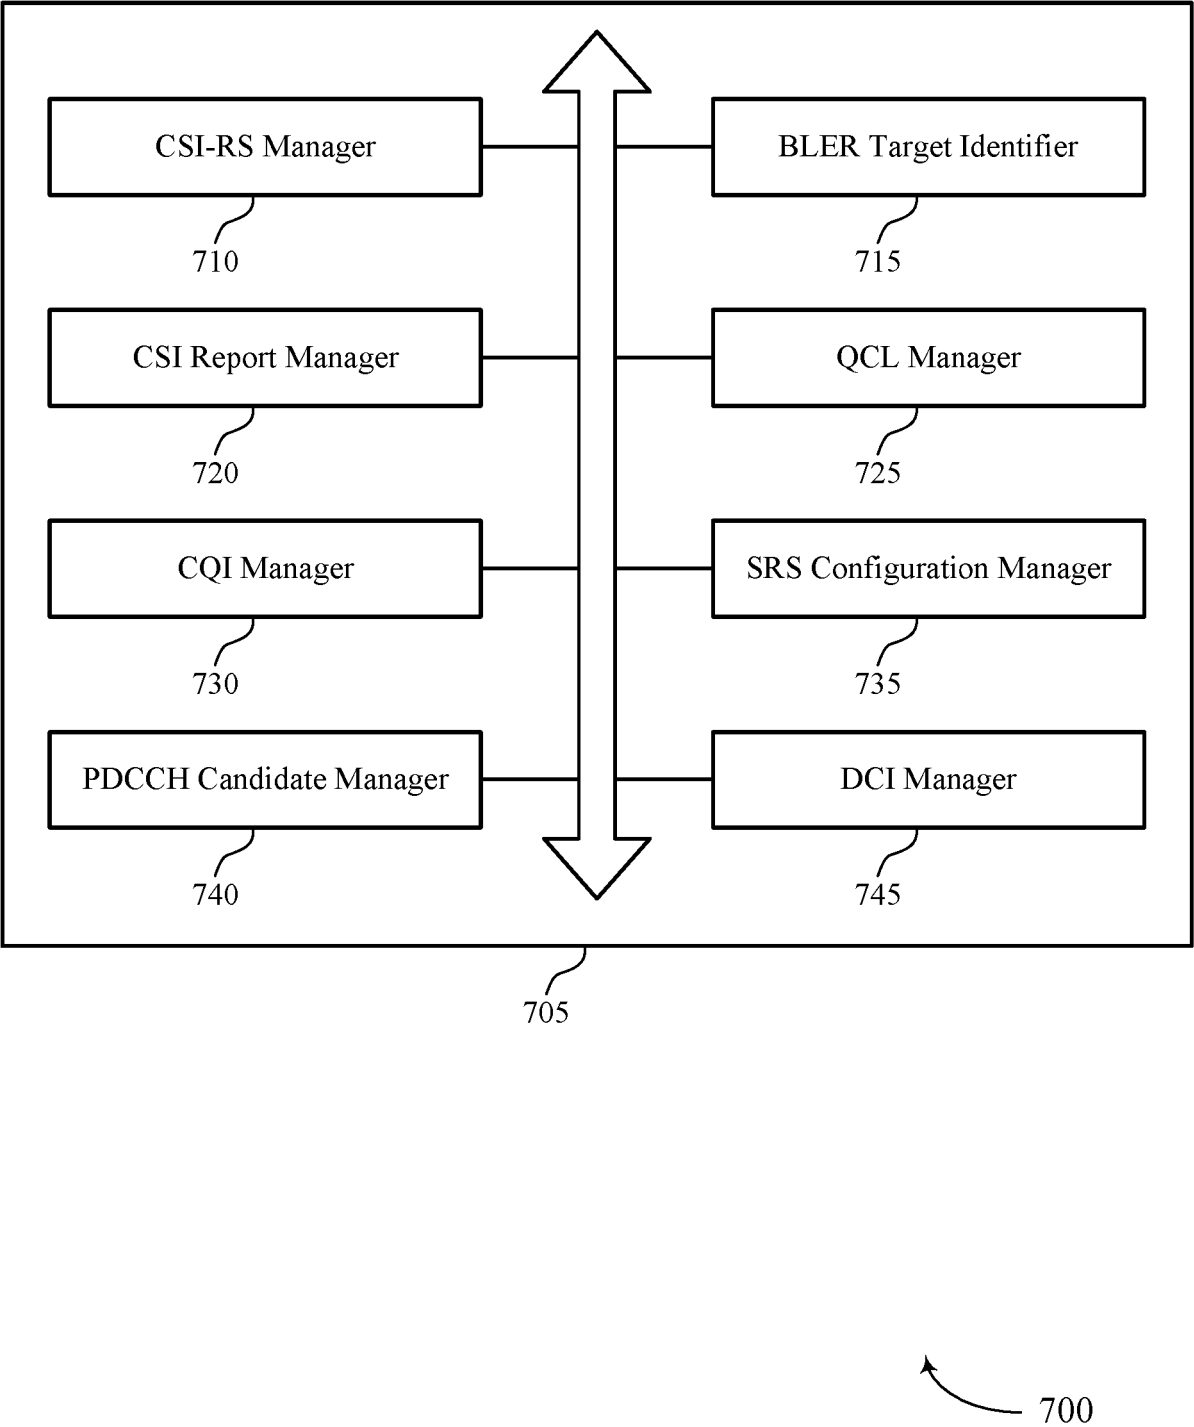 CSI-RS Manager
BLER Target Identifier
710
715
CSI Report Manager
QCL Manager
720
725
CQI Manager
SRS Configuration Manager
730
735
PDCCH Candidate Manager
DCI Manager
740
745
705
700